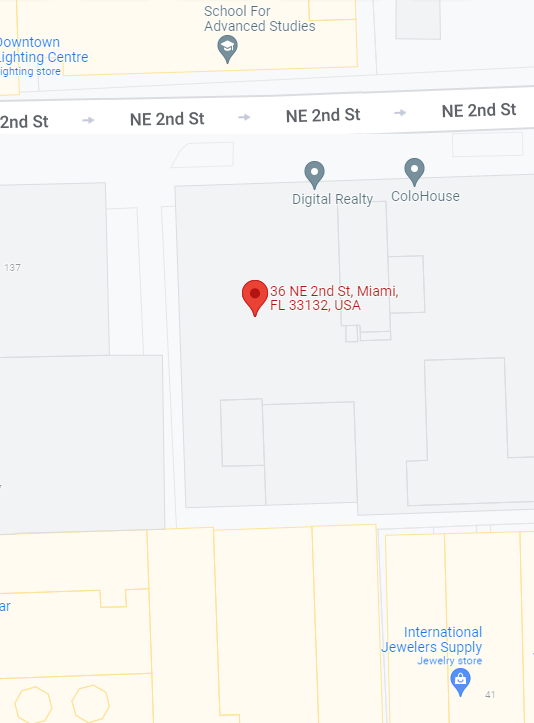 School For
Advanced Studies
Downtown
Lighting Centre
ighting store
2nd St
NE 2nd St
NE 2nd St
NE 2nd St
Digital Realty
ColoHouse
137
36 NE 2nd St, Miami,
FL 33132, USA
ar
International
Jewelers Supply
Jewelry store
41